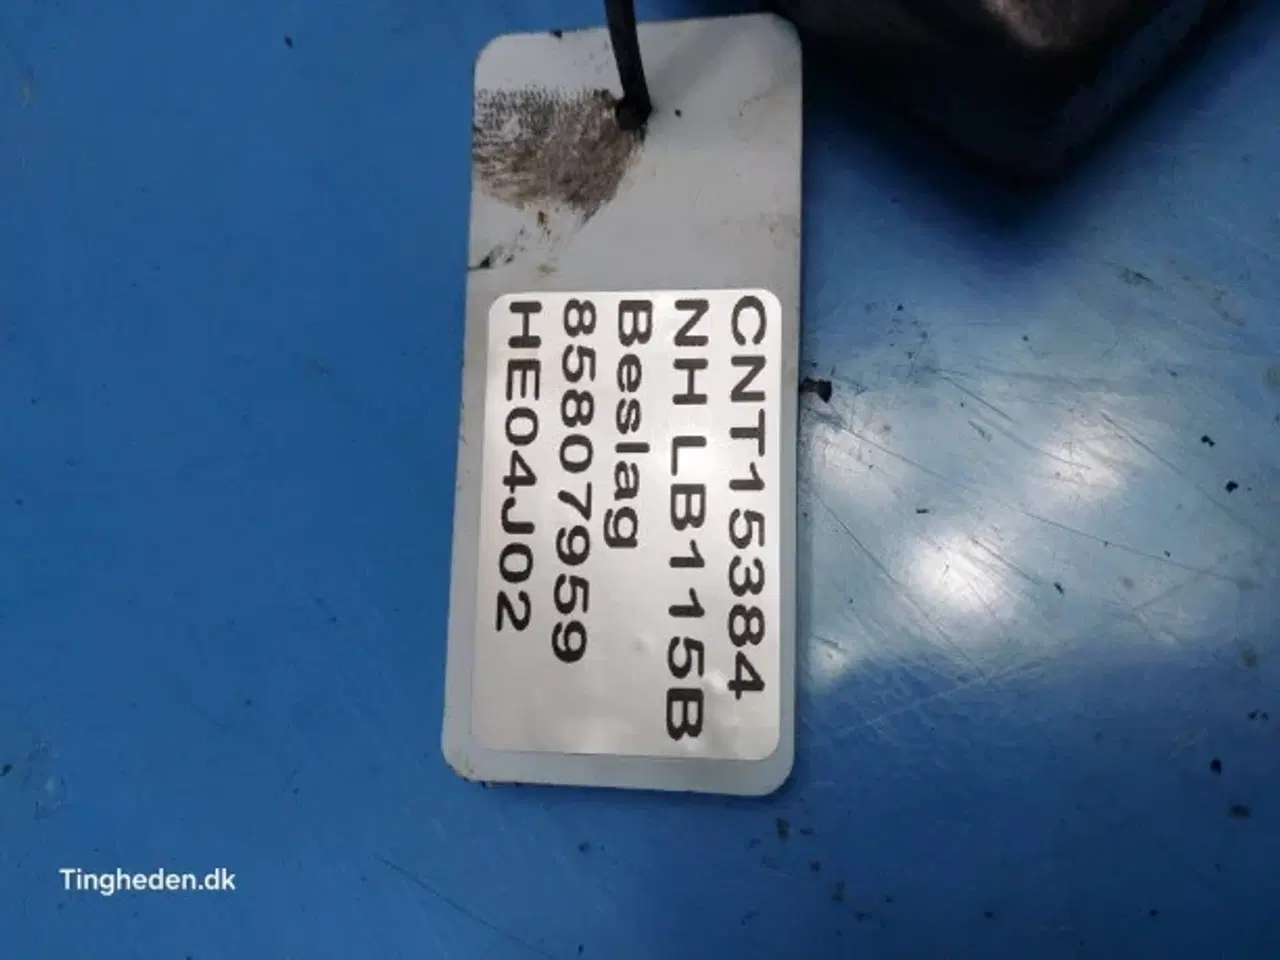 CNT15384
NH LB115B
Beslag
85807959
HE04J02
Tingheden.dk